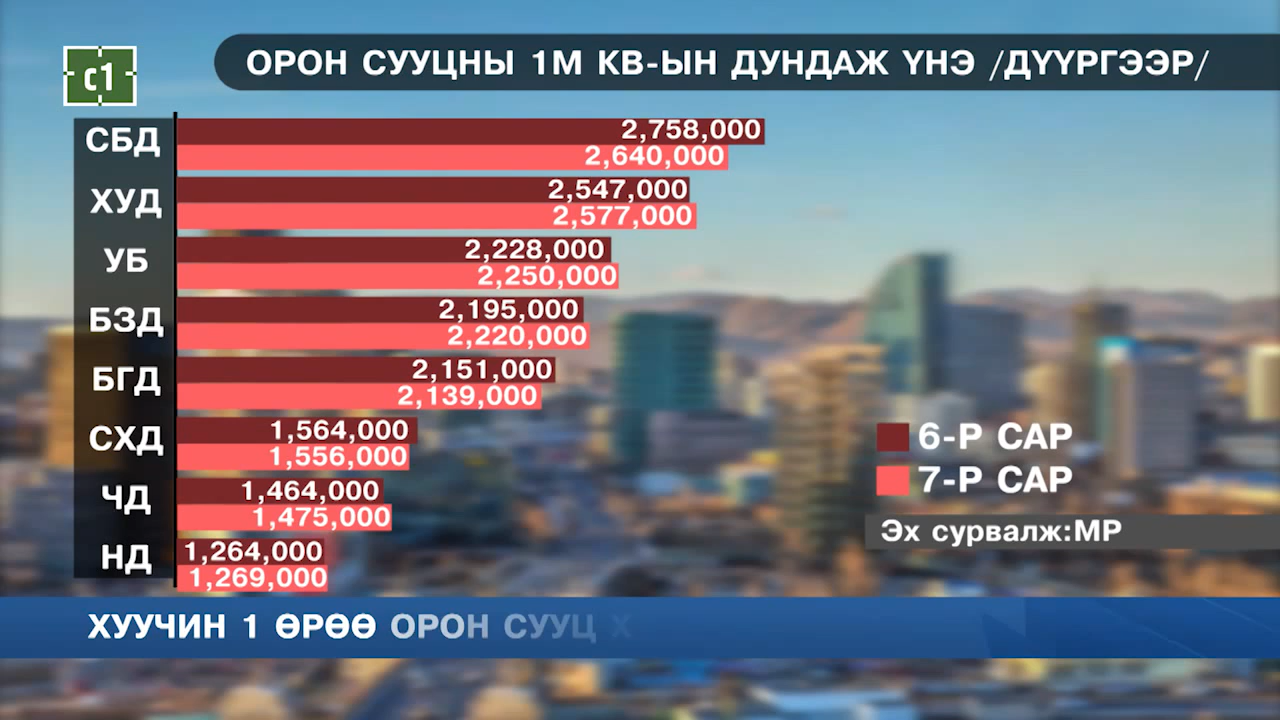 с1
ОРОН СУУЦНЫ 1М КВ-ЫН ДУНДАЖ ҮНЭ /ДҮҮРГЭЭР/
СБД 2,758,000
2,640,000
ХУД 2,547,000
2,577,000
УБ 2,228,000
2,250,000
БЗД 2,195,000
2,220,000
БГД 2,151,000
2,139,000
СХД 1,564,000
1,556,000
ЧД 1,464,000
1,475,000
НД 1,264,000
1,269,000
6-Р САР
7-Р САР
Эх сурвалж:МР
ХУУЧИН 1 ӨРӨӨ ОРОН СУУЦ Х